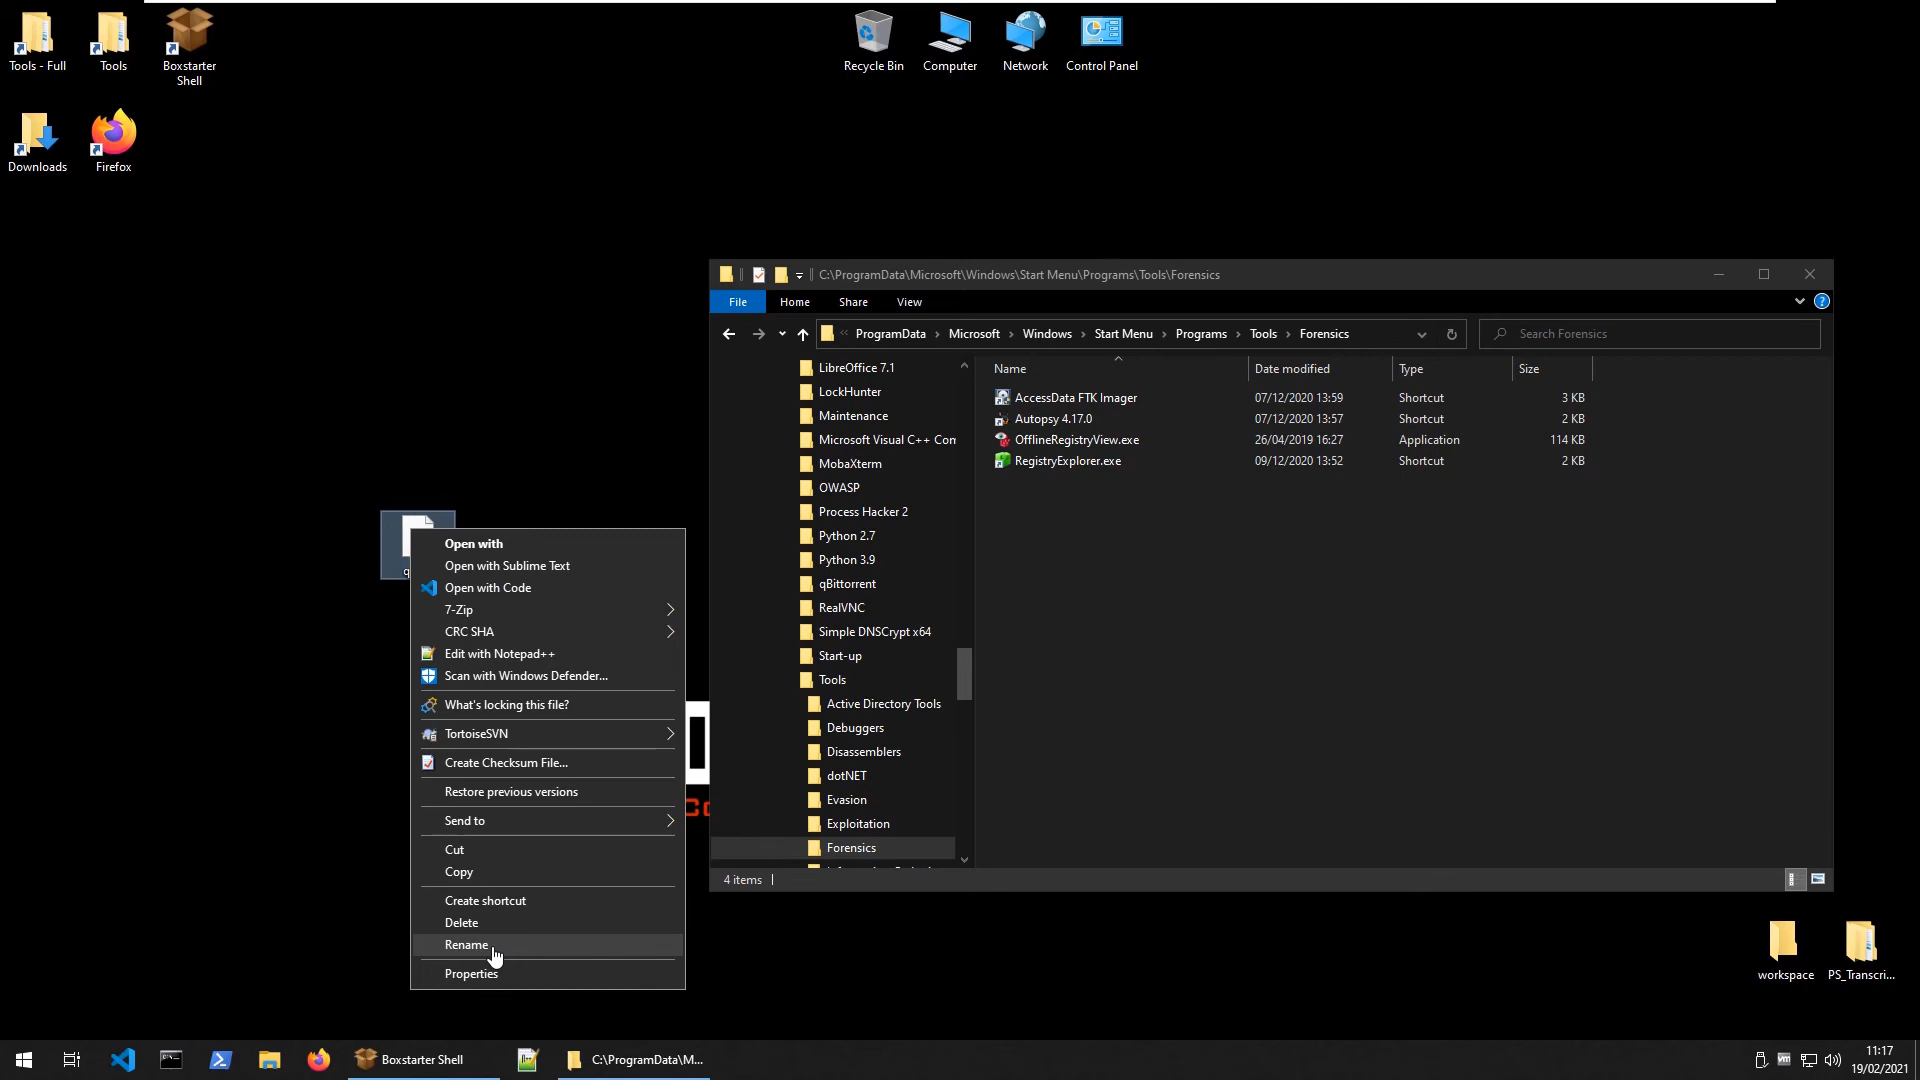 Tools - Full
Tools
Boxstarter
Shell
Recycle Bin
Computer
Network
Control Panel
Downloads
Firefox
C:\ProgramData\Microsoft\Windows\Start Menu\Programs\Tools\Forensics
File
Home
Share
View
ProgramData
Microsoft
Windows
Start Menu
Programs
Tools
Forensics
Search Forensics
LibreOffice 7.1
LockHunter
Maintenance
Microsoft Visual C++ Con
MobaXterm
OWASP
Process Hacker 2
Python 2.7
Python 3.9
qBittorrent
RealVNC
Simple DNSCrypt x64
Start-up
Tools
Active Directory Tools
Debuggers
Disassemblers
dotNET
Evasion
Exploitation
Forensics
Name
Date modified
Type
Size
AccessData FTK Imager
07/12/2020 13:59
Shortcut
3 KB
Autopsy 4.17.0
07/12/2020 13:57
Shortcut
2 KB
OfflineRegistryView.exe
26/04/2019 16:27
Application
114 KB
RegistryExplorer.exe
09/12/2020 13:52
Shortcut
2 KB
4 items
q
Open with
Open with Sublime Text
Open with Code
7-Zip
CRC SHA
Edit with Notepad++
Scan with Windows Defender...
What's locking this file?
TortoiseSVN
Create Checksum File...
Restore previous versions
Send to
Cut
Copy
Create shortcut
Delete
Rename
Properties
Co
workspace
PS_Transcri...
Boxstarter Shell
C:\ProgramData\M...
11:17
19/02/2021